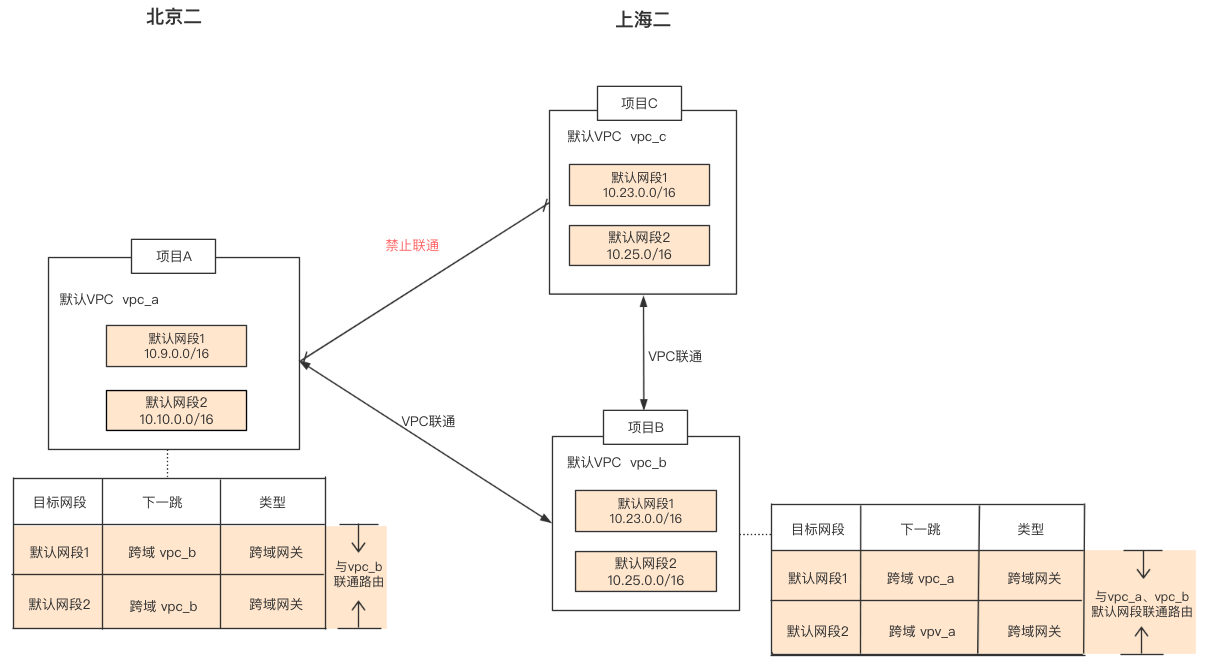 北京二
上海二
项目C
默认VPC vpc_c
默认网段1
10.23.0.0/16
默认网段2
10.25.0/16
禁止联通
项目A
默认VPC vpc_a
默认网段1
10.9.0.0/16
默认网段2
10.10.0.0/16
VPC联通
VPC联通
项目B
默认VPC vpc_b
默认网段1
10.23.0.0/16
默认网段2
10.25.0.0/16
目标网段 下一跳 类型
默认网段1 跨域 vpc_b 跨域网关
默认网段2 跨域 vpc_b 跨域网关
与vpc_b
联通路由
目标网段 下一跳 类型
默认网段1 跨域 vpc_a 跨域网关
默认网段2 跨域 vpv_a 跨域网关
与vpc_a、vpc_b
默认网段联通路由